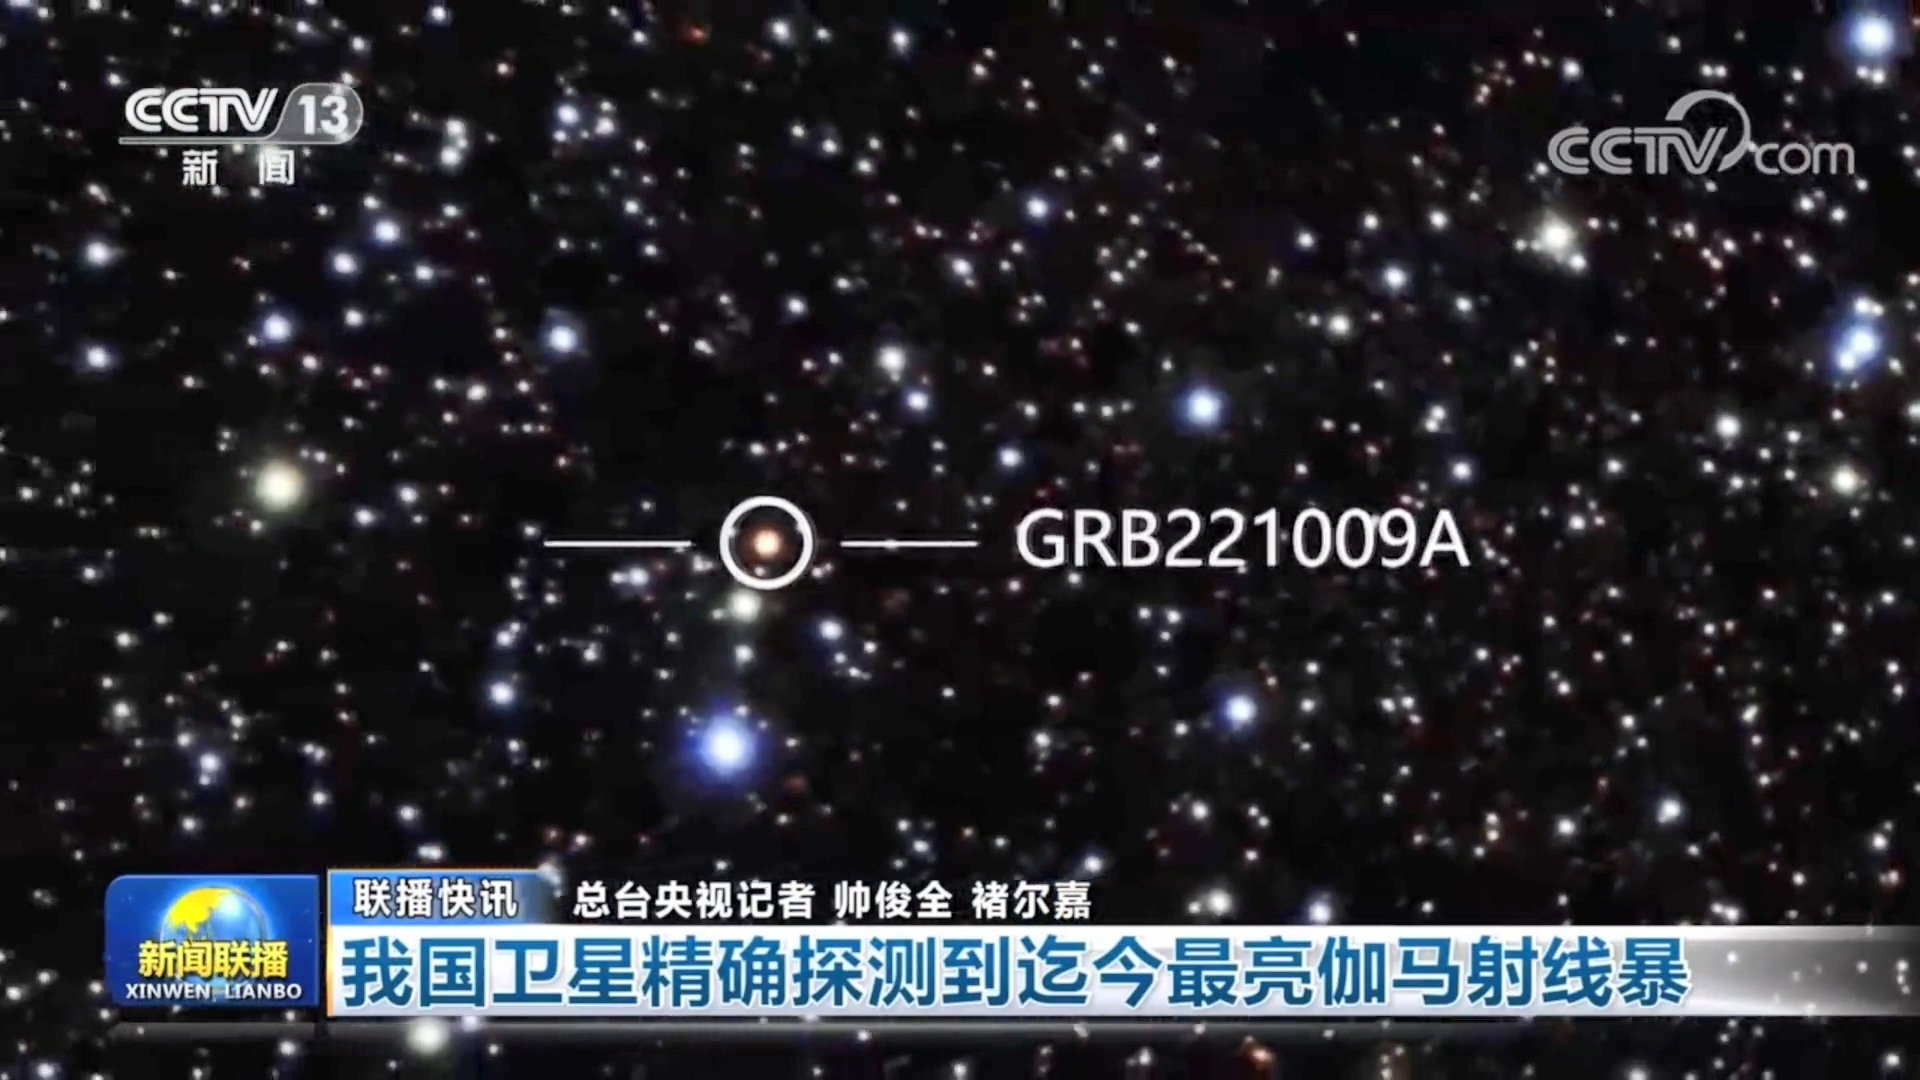 CCTV 13
新闻
CCTV.com
GRB221009A
联播快讯 总台央视记者 帅俊全 褚尔嘉
新闻联播
XINWEN LIANBO
我国卫星精确探测到迄今最亮伽马射线暴